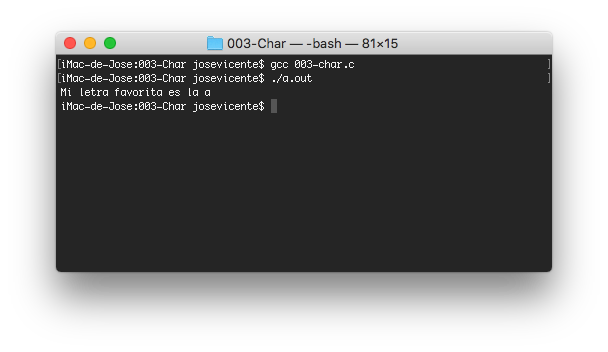 003-Char — -bash — 81×15
[iMac-de-Jose:003-Char josevicente$ gcc 003-char.c ]
[iMac-de-Jose:003-Char josevicente$ ./a.out ]
Mi letra favorita es la a
iMac-de-Jose:003-Char josevicente$